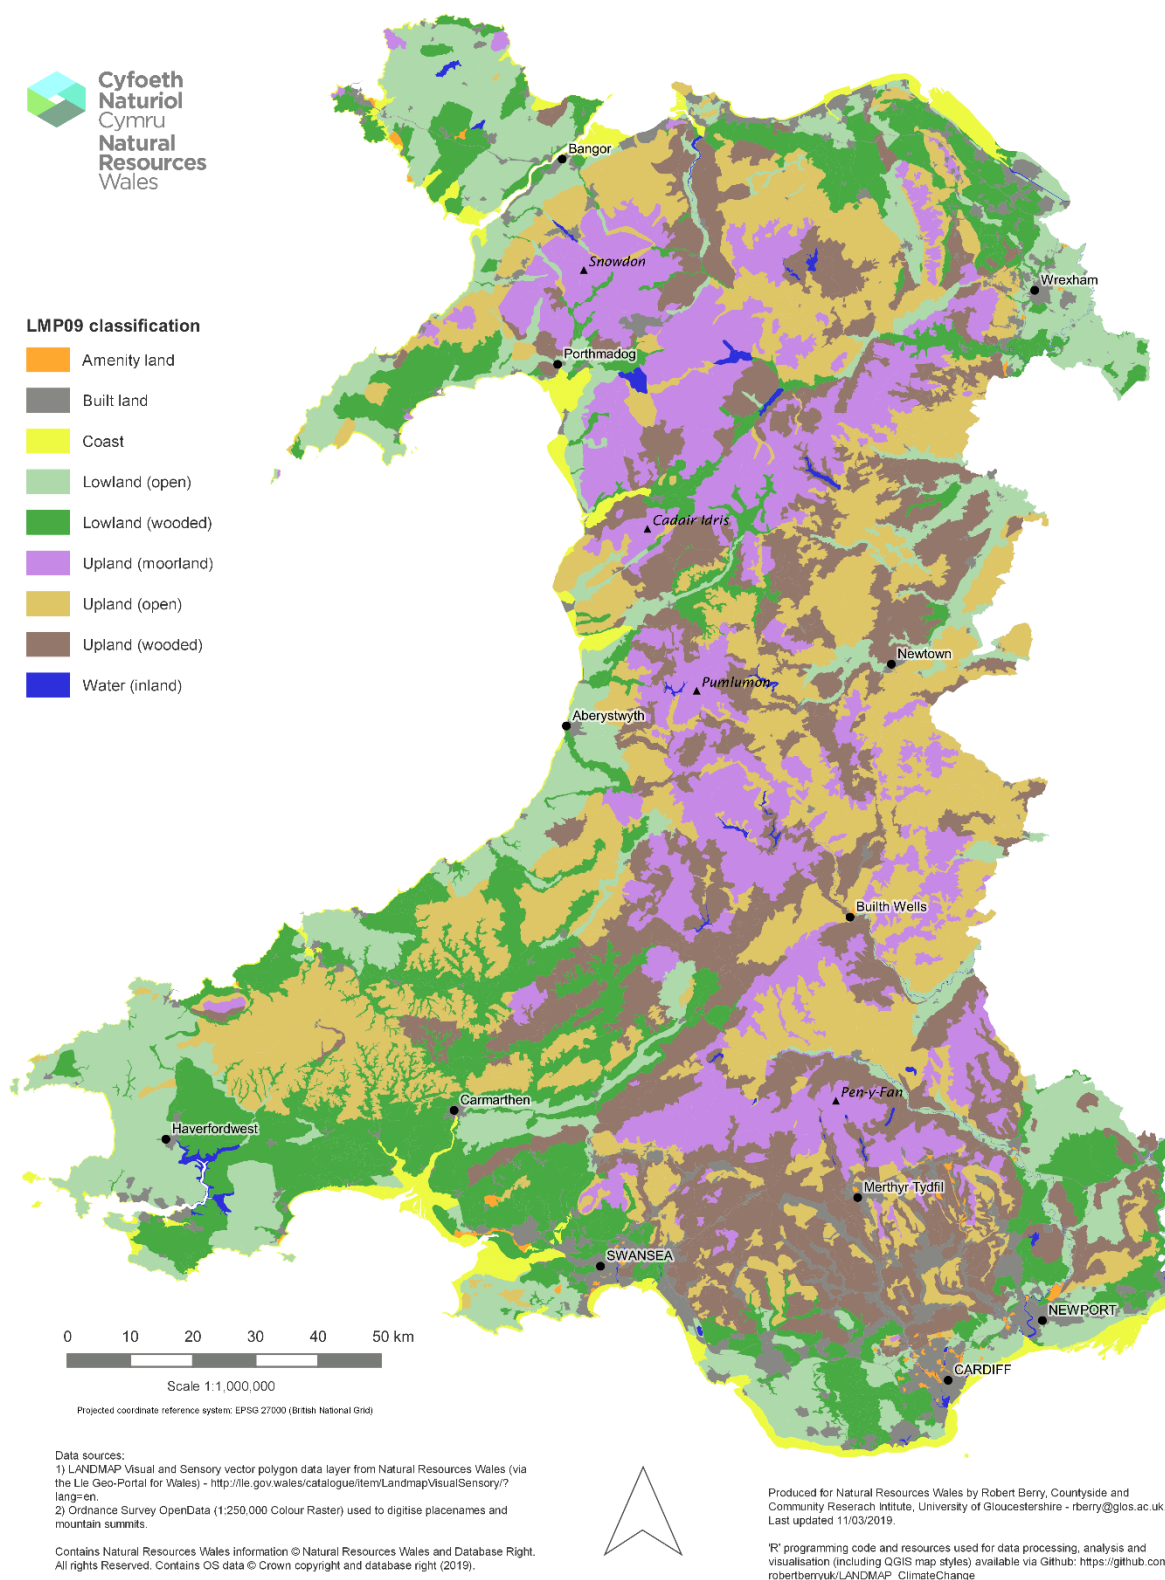 Cyfoeth
Naturiol
Cymru
Natural
Resources
Wales
Bangor
Snowdon
Wrexham
LMP09 classification
Amenity land
Built land
Coast
Lowland (open)
Lowland (wooded)
Upland (moorland)
Upland (open)
Upland (wooded)
Water (inland)
Porthmadog
Cadair Idris
Newtown
Pumlumon
Aberystwyth
Builth Wells
Pen-y-Fan
Carmarthen
Haverfordwest
Merthyr Tydfil
SWANSEA
NEWPORT
CARDIFF
0 10 20 30 40 50 km
Scale 1:1,000,000
Projected coordinate reference system: EPSG 27000 (British National Grid)
Data sources:
1) LANDMAP Visual and Sensory vector polygon data layer from Natural Resources Wales (via
the Lle Geo-Portal for Wales) - http://lle.gov.wales/catalogue/item/LandmapVisualSensory/?
lang=en.
2) Ordnance Survey OpenData (1:250,000 Colour Raster) used to digitise placenames and
mountain summits.
Contains Natural Resources Wales information © Natural Resources Wales and Database Right.
All rights Reserved. Contains OS data © Crown copyright and database right (2019).
Produced for Natural Resources Wales by Robert Berry, Countyside and
Community Reserach Intitute, University of Gloucestershire - rberry@glos.ac.uk
Last updated 11/03/2019.
'R' programming code and resources used for data processing, analysis and
visualisation (including QGIS map styles) available via Github: https://github.con
robertberryuk/LANDMAP_ClimateChange